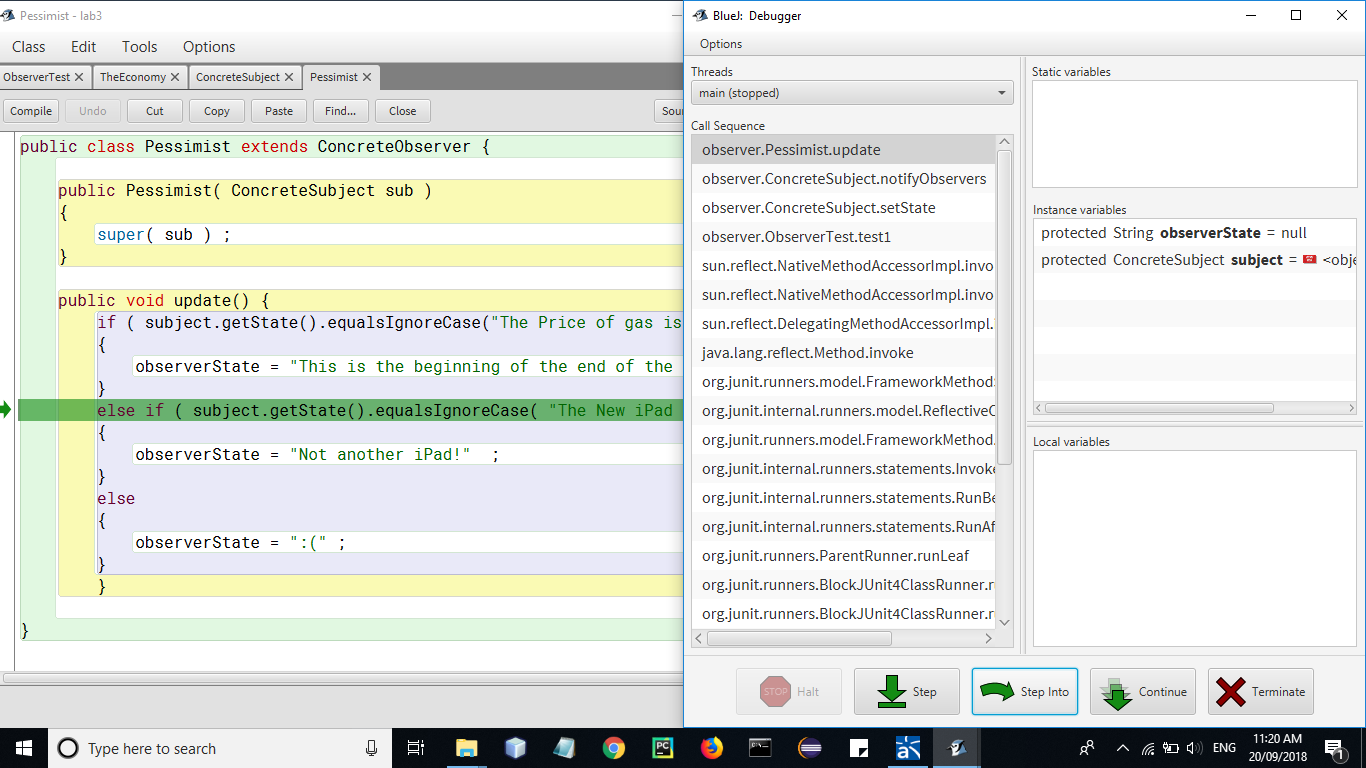 Pessimist - lab3
Class Edit Tools Options
ObserverTest TheEconomy ConcreteSubject Pessimist
Compile Undo Cut Copy Paste Find... Close Sour
public class Pessimist extends ConcreteObserver {
public Pessimist( ConcreteSubject sub )
{
super( sub ) ;
}
public void update() {
if ( subject.getState().equalsIgnoreCase("The Price of gas is
{
observerState = "This is the beginning of the end of the
}
else if ( subject.getState().equalsIgnoreCase( "The New iPad
{
observerState = "Not another iPad!"  ;
}
else
{
observerState = ":(" ;
}
}
}
BlueJ: Debugger
Options
Threads
main (stopped)
Call Sequence
observer.Pessimist.update
observer.ConcreteSubject.notifyObservers
observer.ConcreteSubject.setState
observer.ObserverTest.test1
sun.reflect.NativeMethodAccessorImpl.invo
sun.reflect.NativeMethodAccessorImpl.invo
sun.reflect.DelegatingMethodAccessorImpl.
java.lang.reflect.Method.invoke
org.junit.runners.model.FrameworkMethod
org.junit.internal.runners.model.ReflectiveC
org.junit.runners.model.FrameworkMethod.
org.junit.internal.runners.statements.Invoke
org.junit.internal.runners.statements.RunBe
org.junit.internal.runners.statements.RunAf
org.junit.runners.ParentRunner.runLeaf
org.junit.runners.BlockJUnit4ClassRunner.r
org.junit.runners.BlockJUnit4ClassRunner.r
Static variables
Instance variables
protected String observerState = null
protected ConcreteSubject subject = <obje
Local variables
STOP Halt Step Step Into Continue Terminate
Type here to search
ENG
11:20 AM
20/09/2018
1